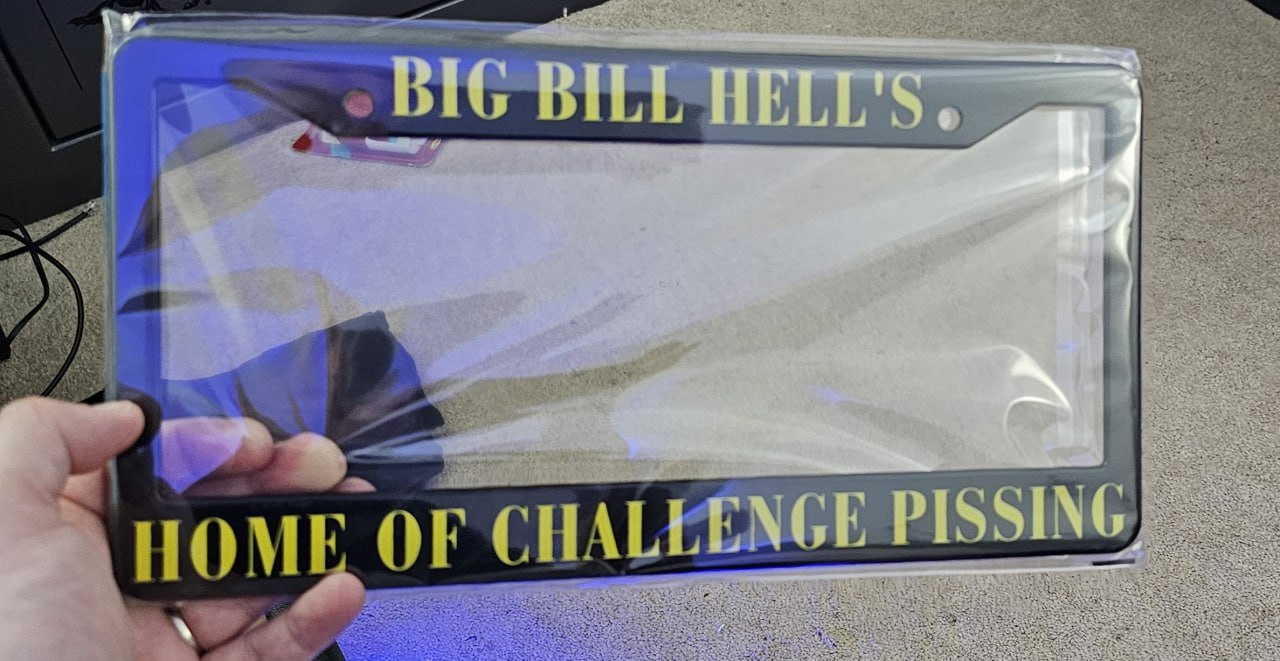 BIG BILL HELL'S
HOME OF CHALLENGE PISSING